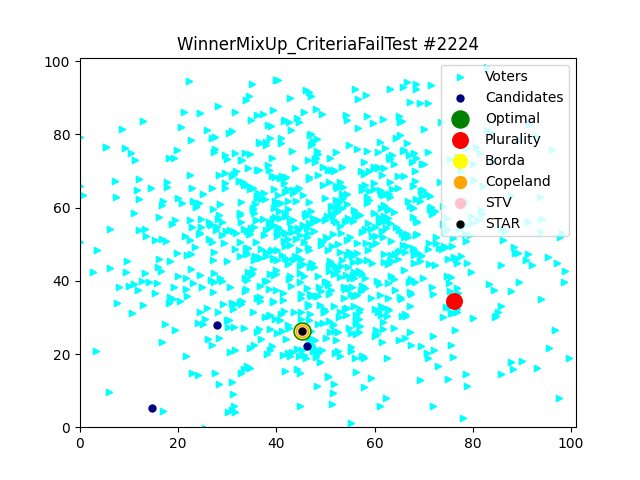 WinnerMixUp_CriteriaFailTest #2224
100
80
60
40
20
0
0 20 40 60 80 100
Voters
Candidates
Optimal
Plurality
Borda
Copeland
STV
STAR